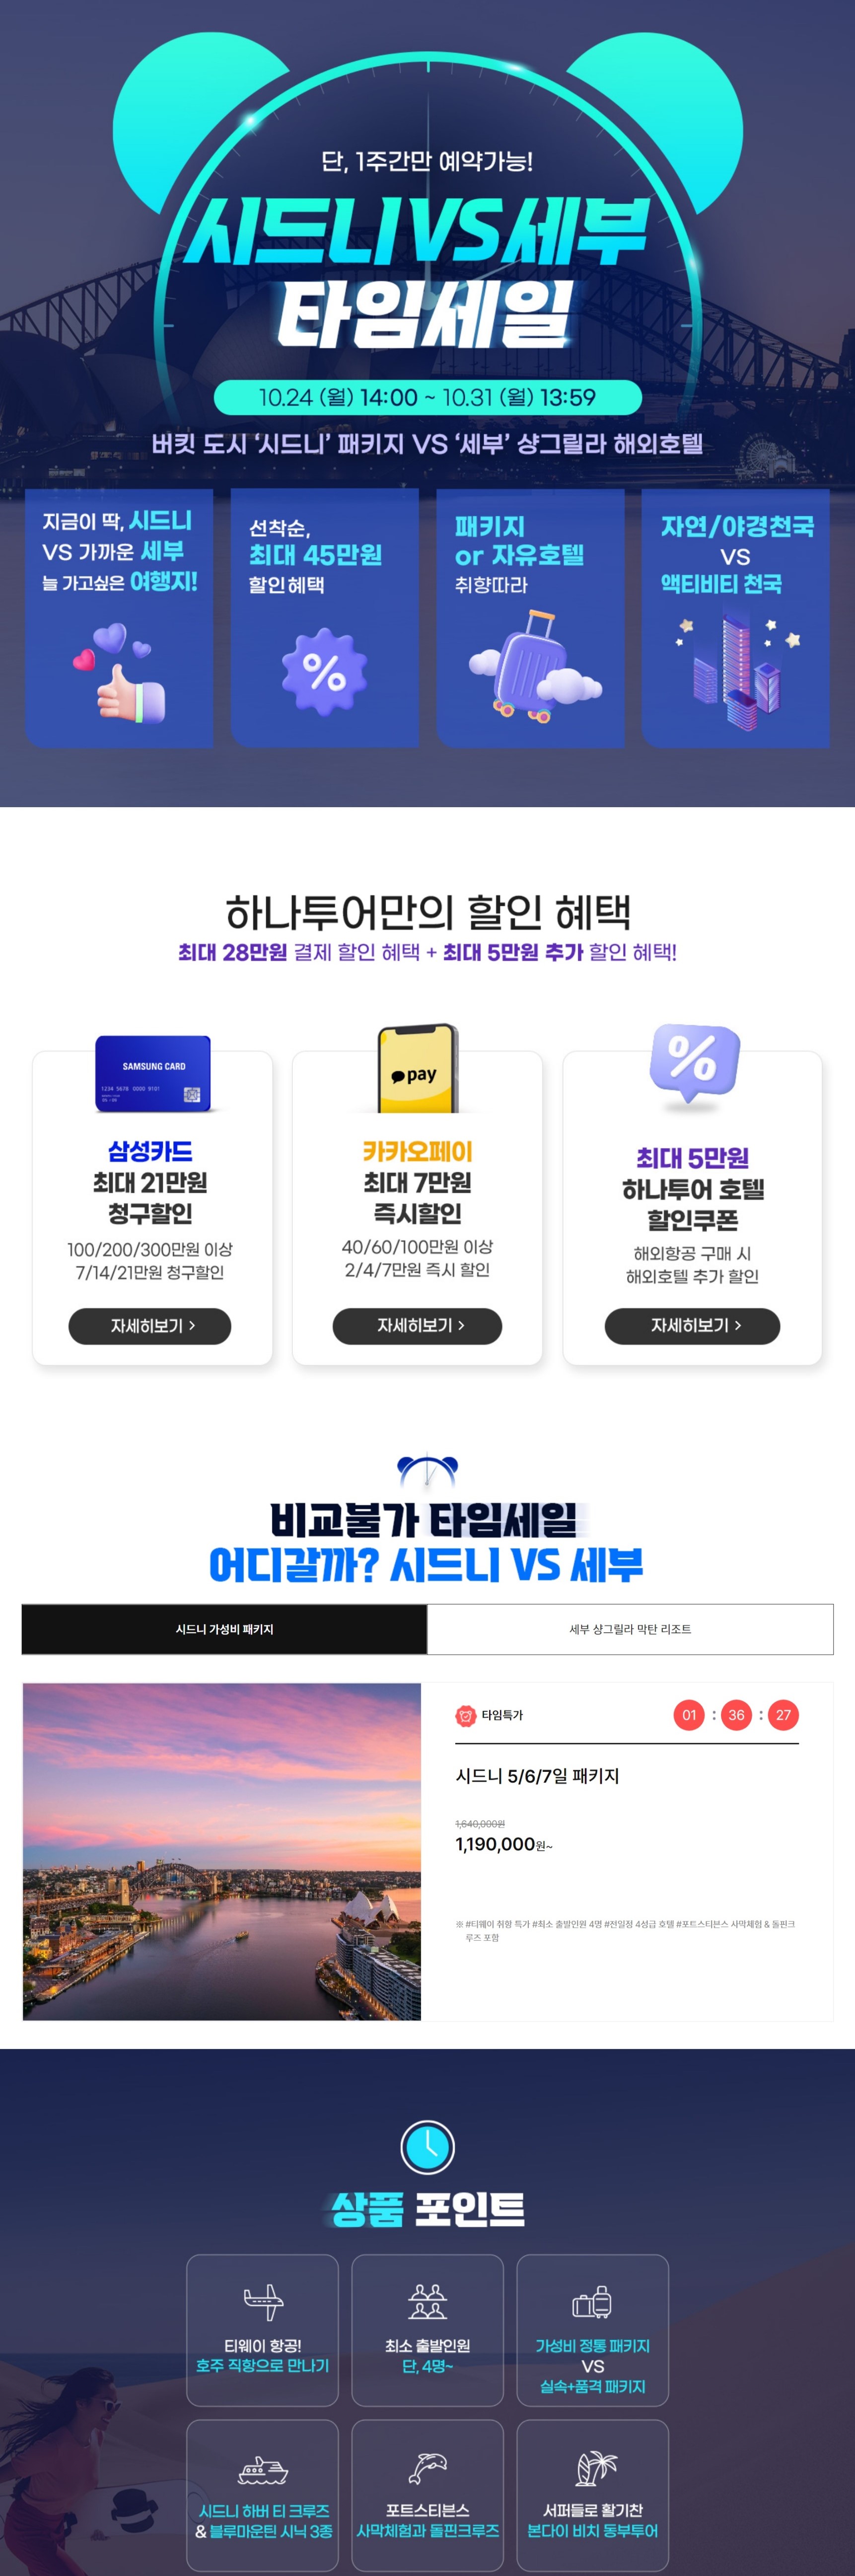 단, 1주간만 예약가능!
시드니VS세부
타임세일
10.24 (월) 14:00 ~ 10.31 (월) 13:59
버킷 도시 ‘시드니’ 패키지 VS ‘세부’ 샹그릴라 해외호텔
지금이 딱, 시드니
VS 가까운 세부
늘 가고싶은 여행지!
선착순,
최대 45만원
할인혜택
%
패키지
or 자유호텔
취향따라
자연/야경천국
VS
액티비티 천국
하나투어만의 할인 혜택
최대 28만원 결제 할인 혜택 + 최대 5만원 추가 할인 혜택!
SAMSUNG CARD
1234 5678 0000 9101
삼성카드
최대 21만원
청구할인
100/200/300만원 이상
7/14/21만원 청구할인
자세히보기 >
pay
카카오페이
최대 7만원
즉시할인
40/60/100만원 이상
2/4/7만원 즉시 할인
자세히보기 >
%
최대 5만원
하나투어 호텔
할인쿠폰
해외항공 구매 시
해외호텔 추가 할인
자세히보기 >
비교불가 타임세일
어디갈까? 시드니 VS 세부
시드니 가성비 패키지
세부 샹그릴라 막탄 리조트
타임특가
01 : 36 : 27
시드니 5/6/7일 패키지
1,640,000원
1,190,000원~
※ #티웨이 취항 특가 #최소 출발인원 4명 #전일정 4성급 호텔 #포트스티븐스 사막체험 & 돌핀크
루즈 포함
상품 포인트
티웨이 항공!
호주 직항으로 만나기
최소 출발인원
단, 4명~
가성비 정통 패키지
VS
실속+품격 패키지
시드니 하버 티 크루즈
& 블루마운틴 시닉 3종
포트스티븐스
사막체험과 돌핀크루즈
서퍼들로 활기찬
본다이 비치 동부투어